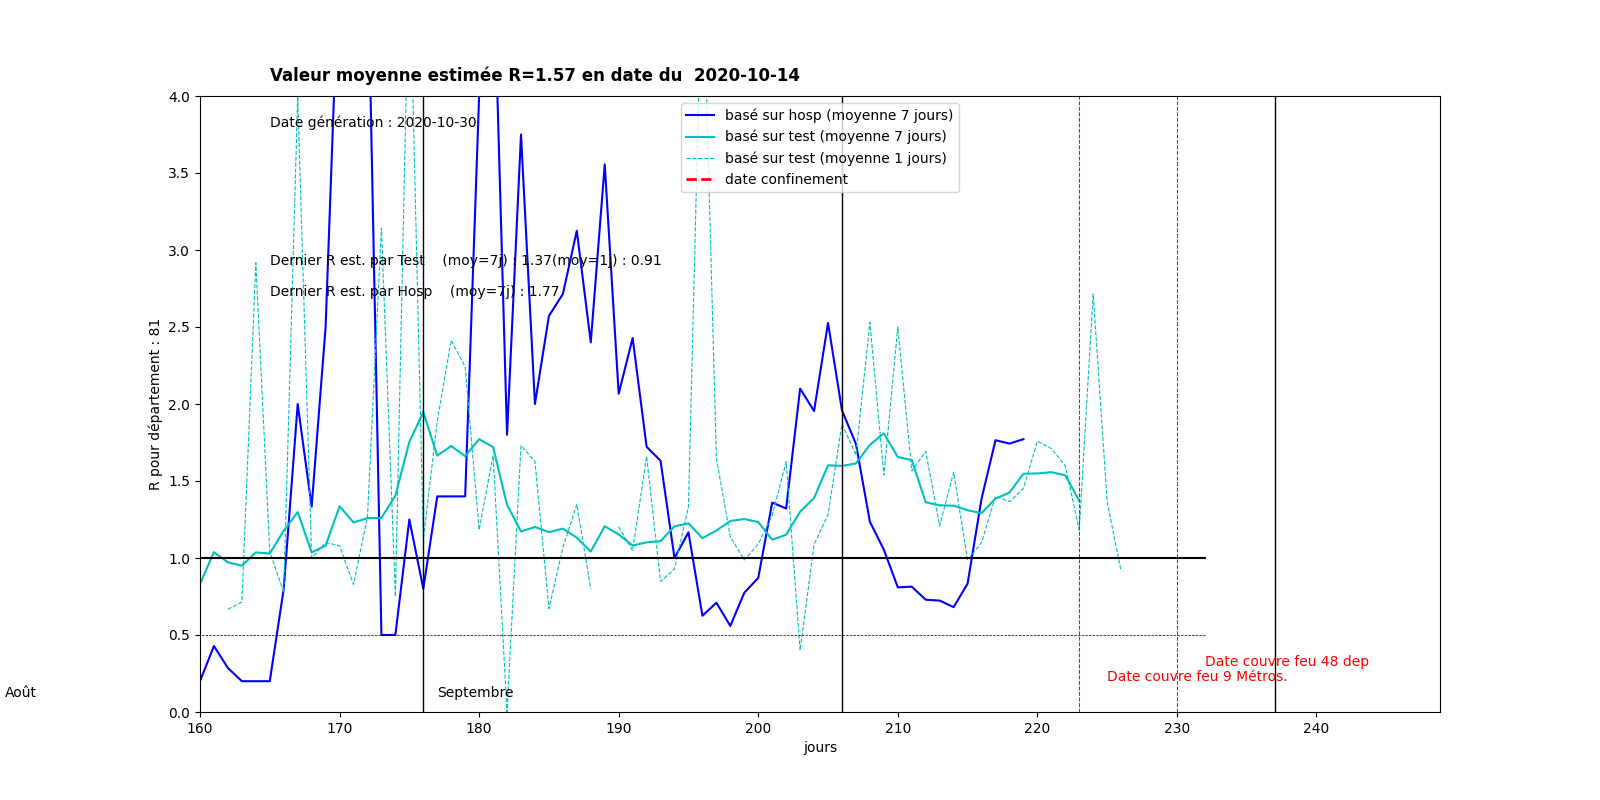 Valeur moyenne estimée R=1.57 en date du  2020-10-14
4.0
Date génération : 2020-10-30
basé sur hosp (moyenne 7 jours)
basé sur test (moyenne 7 jours)
basé sur test (moyenne 1 jours)
date confinement
3.5
3.0
Dernier R est. par Test    (moy=7j) : 1.37(moy=1j) : 0.91
Dernier R est. par Hosp    (moy=7j) : 1.77
2.5
2.0
R pour département : 81
1.5
1.0
0.5
Date couvre feu 48 dep
Date couvre feu 9 Métros.
Août
Septembre
0.0
160 170 180 190 200 210 220 230 240
jours